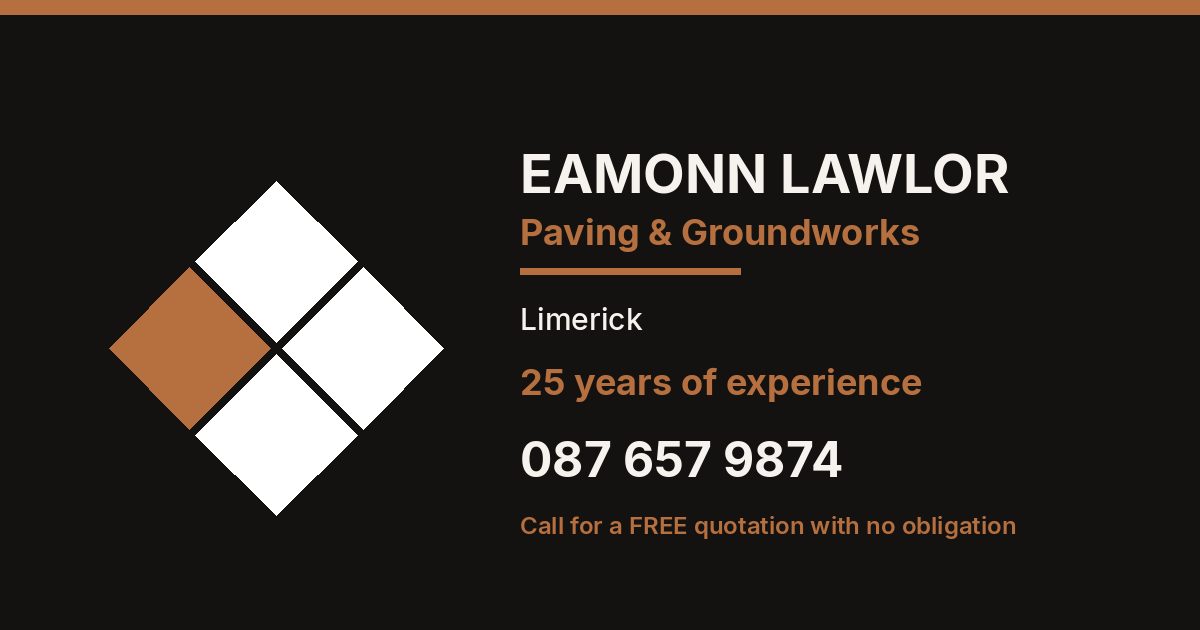 EAMONN LAWLOR
Paving & Groundworks
Limerick
25 years of experience
087 657 9874
Call for a FREE quotation with no obligation